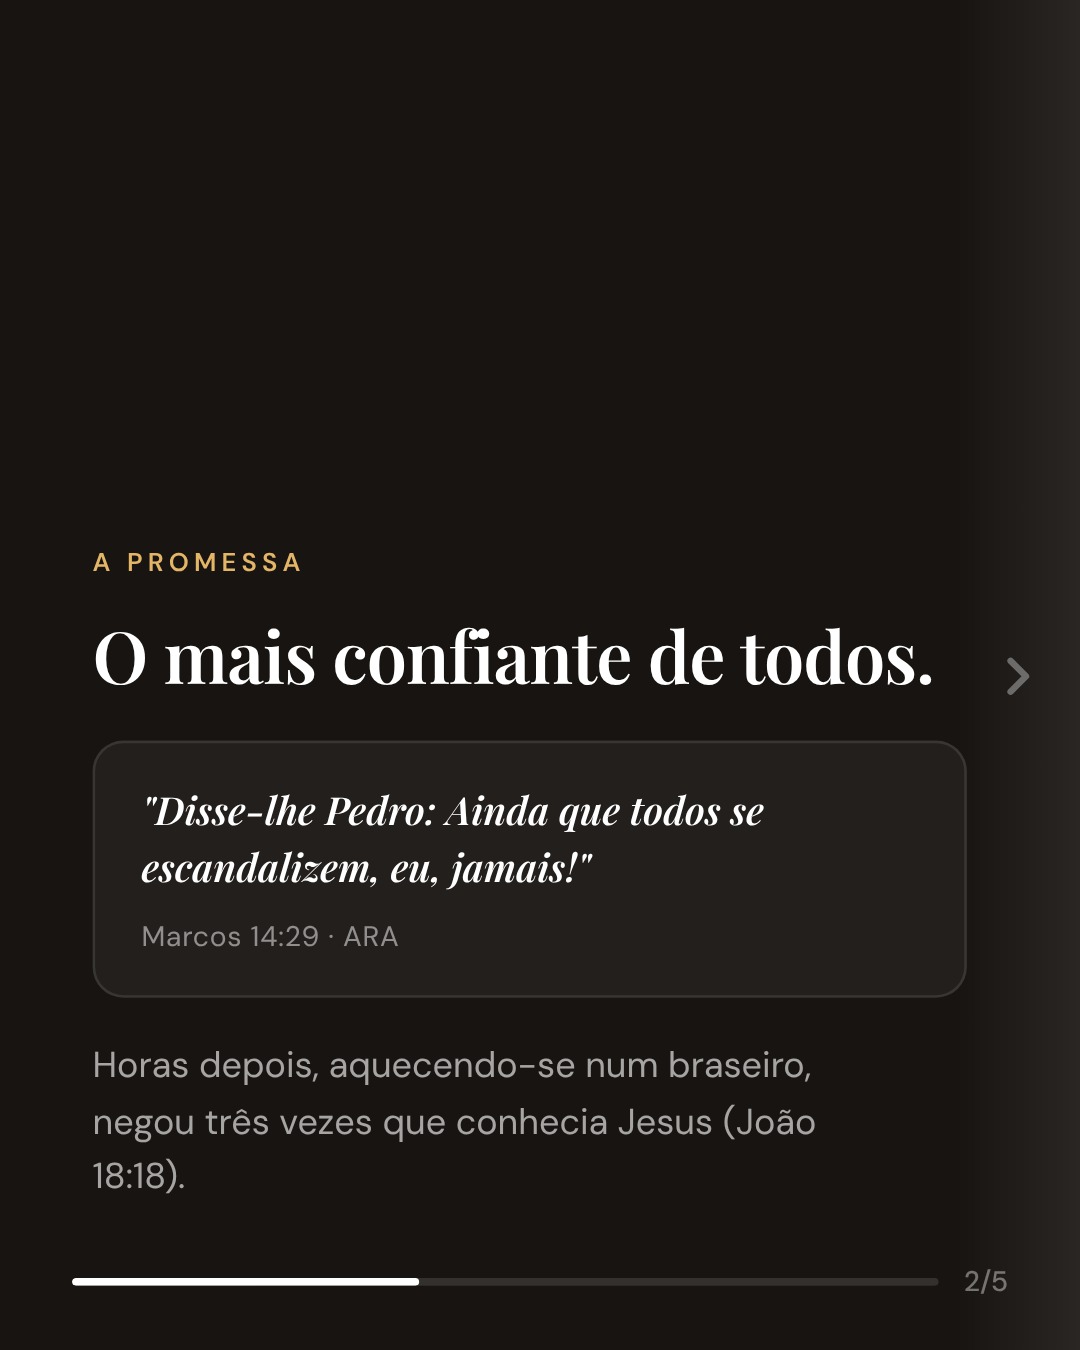 A PROMESSA
O mais confiante de todos.
"Disse-lhe Pedro: Ainda que todos se
escandalizem, eu, jamais!"
Marcos 14:29 · ARA
Horas depois, aquecendo-se num braseiro,
negou três vezes que conhecia Jesus (João
18:18).
2/5